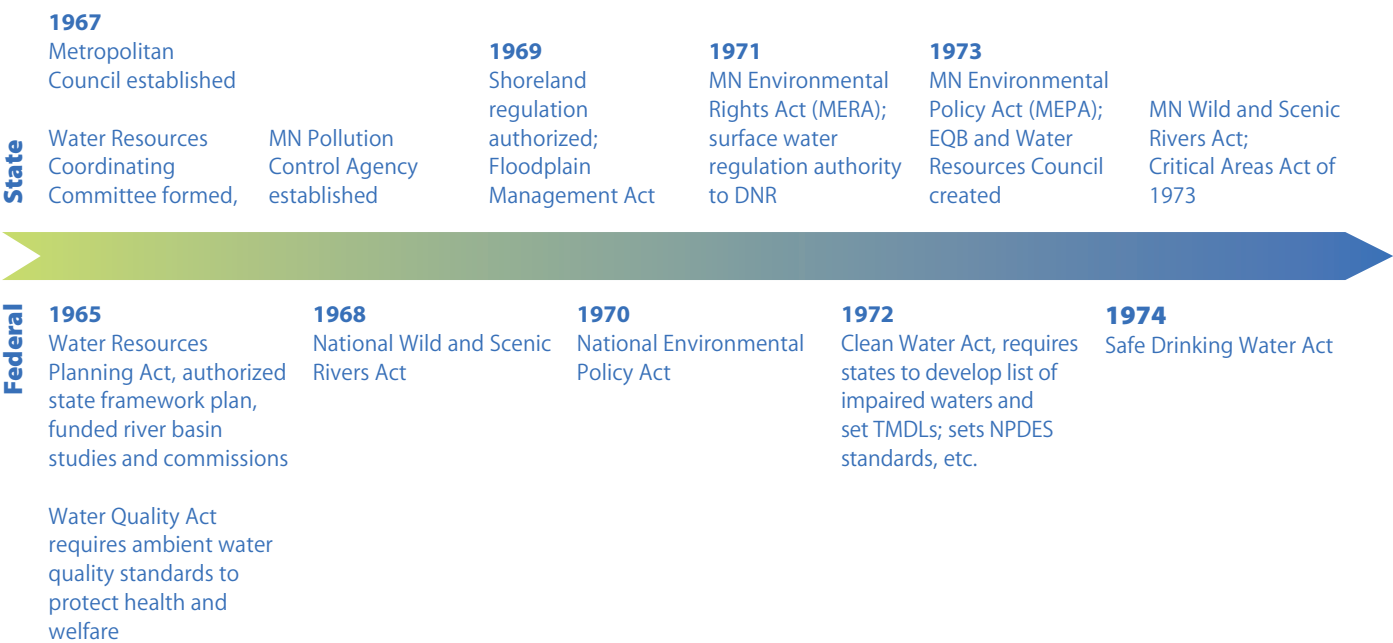 State
1967
Metropolitan
Council established
Water Resources
Coordinating
Committee formed,
MN Pollution
Control Agency
established
1969
Shoreland
regulation
authorized;
Floodplain
Management Act
1971
MN Environmental
Rights Act (MERA);
surface water
regulation authority
to DNR
1973
MN Environmental
Policy Act (MEPA);
EQB and Water
Resources Council
created
MN Wild and Scenic
Rivers Act;
Critical Areas Act of
1973
Federal
1965
Water Resources
Planning Act, authorized
state framework plan,
funded river basin
studies and commissions
Water Quality Act
requires ambient water
quality standards to
protect health and
welfare
1968
National Wild and Scenic
Rivers Act
1970
National Environmental
Policy Act
1972
Clean Water Act, requires
states to develop list of
impaired waters and
set TMDLs; sets NPDES
standards, etc.
1974
Safe Drinking Water Act